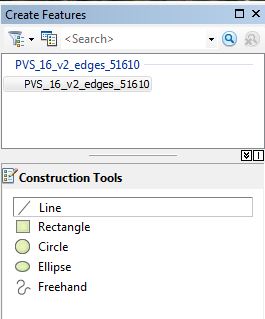 Create Features
<Search>
PVS_16_v2_edges_51610
PVS_16_v2_edges_51610
Construction Tools
Line
Rectangle
Circle
Ellipse
Freehand